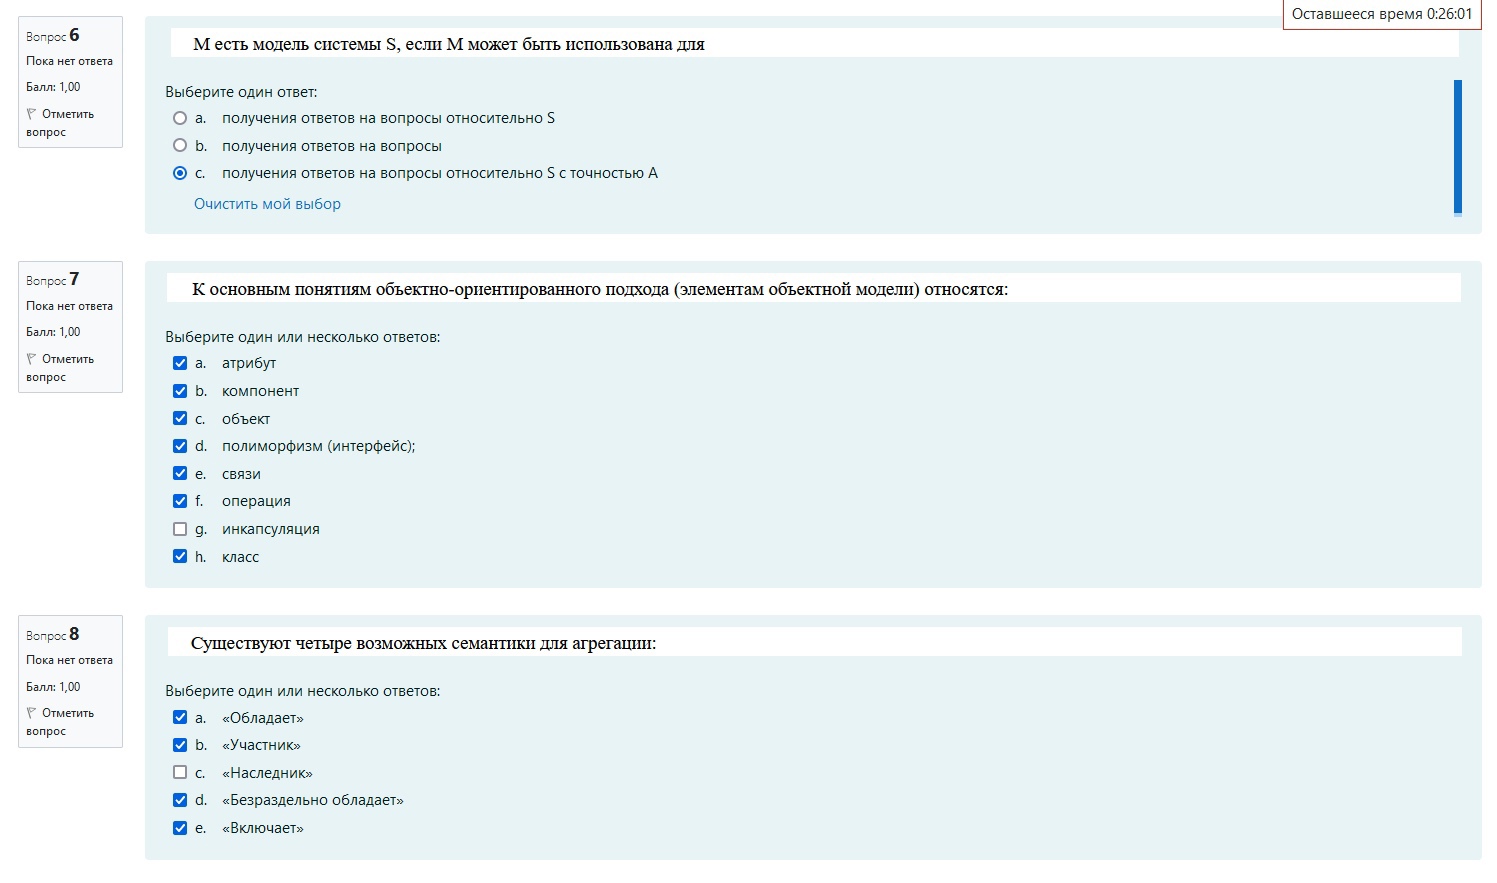 Оставшееся время 0:26:01
Вопрос 6
Пока нет ответа
Балл: 1,00
Отметить
вопрос
М есть модель системы S, если М может быть использована для
Выберите один ответ:
a. получения ответов на вопросы относительно S
b. получения ответов на вопросы
c. получения ответов на вопросы относительно S с точностью А
Очистить мой выбор
Вопрос 7
Пока нет ответа
Балл: 1,00
Отметить
вопрос
К основным понятиям объектно-ориентированного подхода (элементам объектной модели) относятся:
Выберите один или несколько ответов:
a. атрибут
b. компонент
c. объект
d. полиморфизм (интерфейс);
e. связи
f. операция
g. инкапсуляция
h. класс
Вопрос 8
Пока нет ответа
Балл: 1,00
Отметить
вопрос
Существуют четыре возможных семантики для агрегации:
Выберите один или несколько ответов:
a. «Обладает»
b. «Участник»
c. «Наследник»
d. «Безраздельно обладает»
e. «Включает»